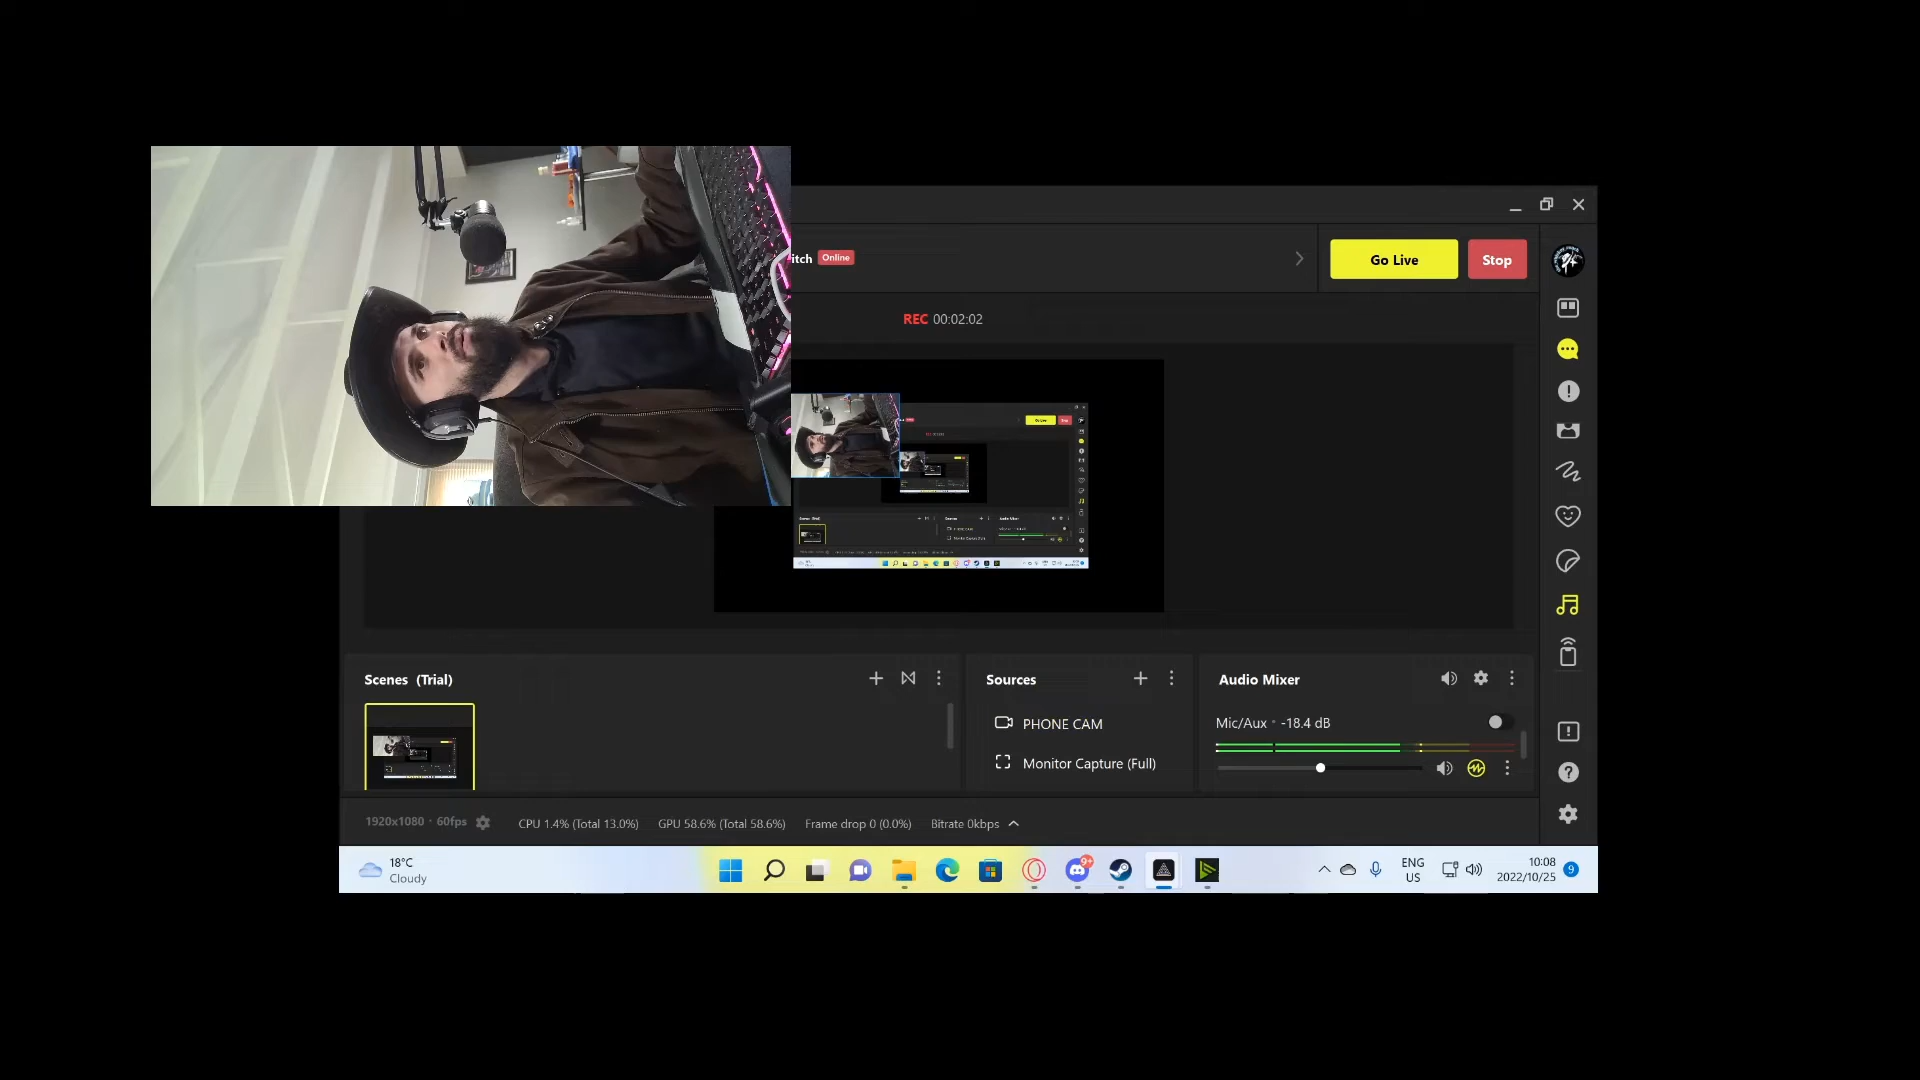 itch Online
Go Live
Stop
REC 00:02:02
Scenes (Trial)
Sources
Audio Mixer
PHONE CAM
Mic/Aux -18.4 dB
Monitor Capture (Full)
1920x1080 · 60fps
CPU 1.4% (Total 13.0%)
GPU 58.6% (Total 58.6%)
Frame drop 0 (0.0%)
Bitrate 0kbps
18°C
Cloudy
9+
ENG
US
10:08
2022/10/25
9